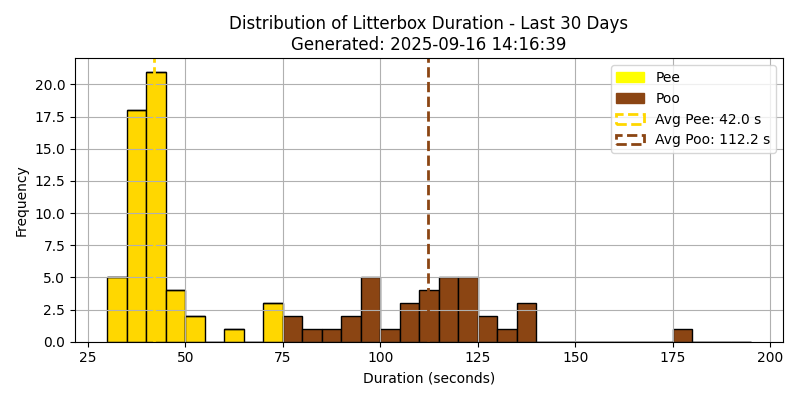 Distribution of Litterbox Duration - Last 30 Days
Generated: 2025-09-16 14:16:39
Pee
Poo
Avg Pee: 42.0 s
Avg Poo: 112.2 s
Frequency
20.0
17.5
15.0
12.5
10.0
7.5
5.0
2.5
0.0
25 50 75 100 125 150 175 200
Duration (seconds)